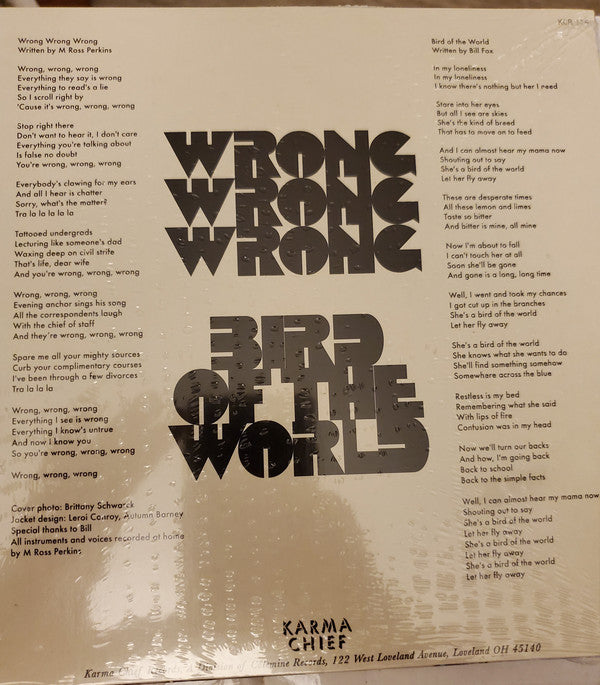 Wrong Wrong Wrong
Written by M Ross Perkins
Wrong, wrong, wrong
Everything they say is wrong
Everything to read's a lie
So I scroll right by
'Cause it's wrong, wrong, wrong
Stop right there
Don't want to hear it, I don't care
Everything you're talking about
Is false no doubt
You're wrong, wrong, wrong
Everybody's clawing for my ears
And all I hear is chatter
Sorry, what's the matter?
Tra la la la la
Tattooed undergrads
Lecturing like someone's dad
Waxing deep on civil strife
That's life, dear wife
And you're wrong, wrong, wrong
Wrong, wrong, wrong
Evening anchor sings his song
All the correspondents laugh
With the chief of staff
And they're wrong, wrong, wrong
Spare me all your mighty sources
Curb your complimentary courses
I've been through a few divorces
Tra la la la
Wrong, wrong, wrong
Everything I see is wrong
Everything I know's untrue
And now I know you
So you're wrong, wrong, wrong
Wrong, wrong, wrong
Cover photo: Brittany Schwarck
Jacket design: Leroi Conroy, Autumn Barney
Special thanks to Bill
All instruments and voices recorded at home
by M Ross Perkins
WRONG
WRONG
WRONG
BIRD
OF THE
WORLD
KCR
Bird of the World
Written by Bill Fox
In my loneliness
In my loneliness
I know there's nothing but her I need
Stare into her eyes
But all I see are skies
She's the kind of breed
That has to move on to feed
And I can almost hear my mama now
Shouting out to say
She's a bird of the world
Let her fly away
These are desperate times
All these lemon and limes
Taste so bitter
And bitter is mine, all mine
Now I'm about to fall
I can't touch her at all
Soon she'll be gone
And gone is a long, long time
Well, I went and took my chances
I got cut up in the branches
She's a bird of the world
Let her fly away
She's a bird of the world
She knows what she wants to do
She'll find something somehow
Somewhere across the blue
Restless is my bed
Remembering what she said
With lips of fire
Confusion was in my head
Now we'll turn our backs
And how, I'm going back
Back to school
Back to the simple facts
Well, I can almost hear my mama now
Shouting out to say
She's a bird of the world
Let her fly away
She's a bird of the world
Let her fly away
She's a bird of the world
Let her fly away
KARMA
CHIEF
Karma Chief Records, A Division of Colemine Records, 122 West Loveland Avenue, Loveland OH 45140